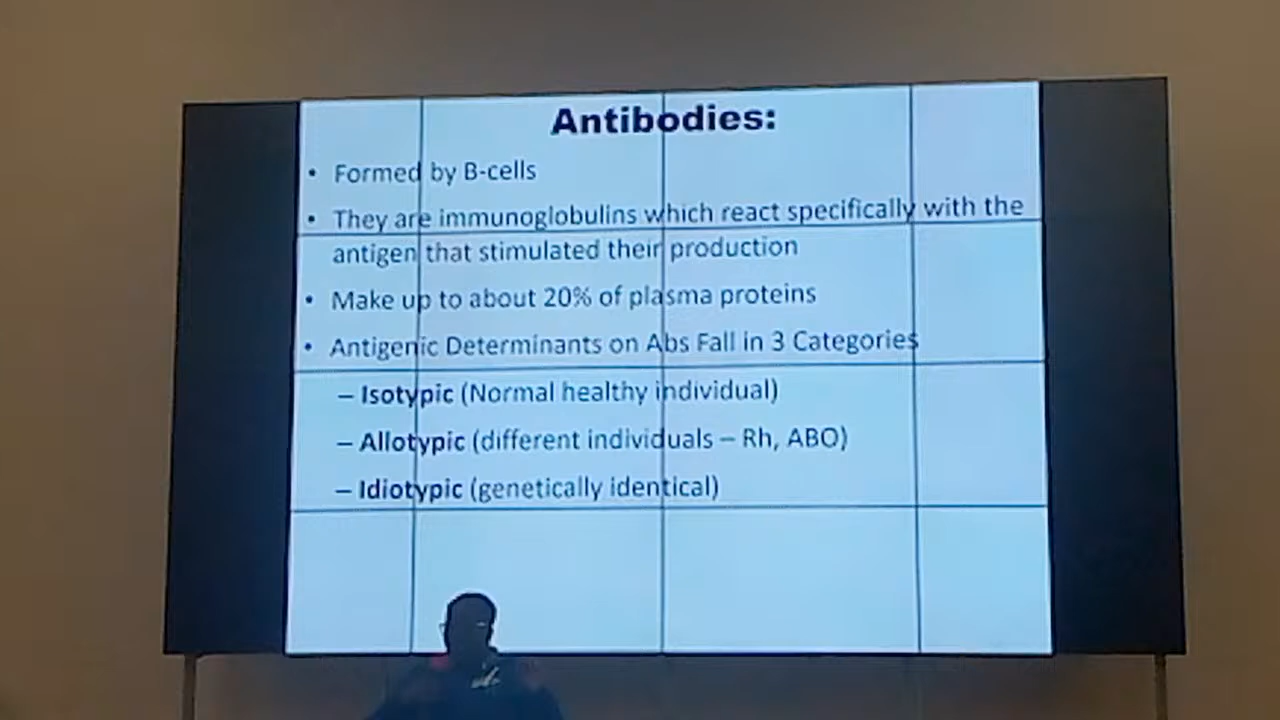 Antibodies:
• Formed by B-cells
• They are immunoglobulins which react specifically with the
antigen that stimulated their production
• Make up to about 20% of plasma proteins
• Antigenic Determinants on Abs Fall in 3 Categories
– Isotypic (Normal healthy individual)
– Allotypic (different individuals – Rh, ABO)
– Idiotypic (genetically identical)